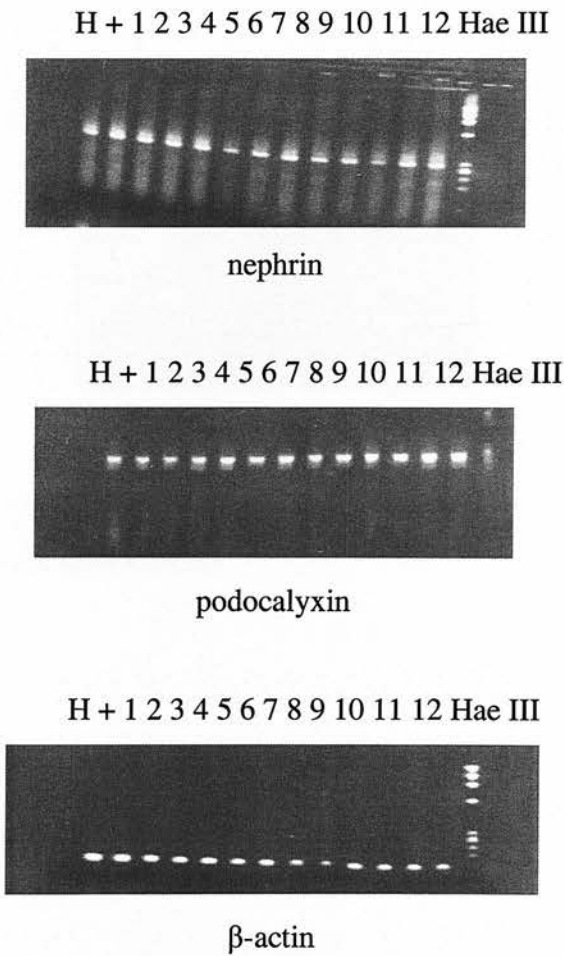 H + 1 2 3 4 5 6 7 8 9 10 11 12 Hae III
nephrin
H + 1 2 3 4 5 6 7 8 9 10 11 12 Hae III
podocalyxin
H + 1 2 3 4 5 6 7 8 9 10 11 12 Hae III
β-actin